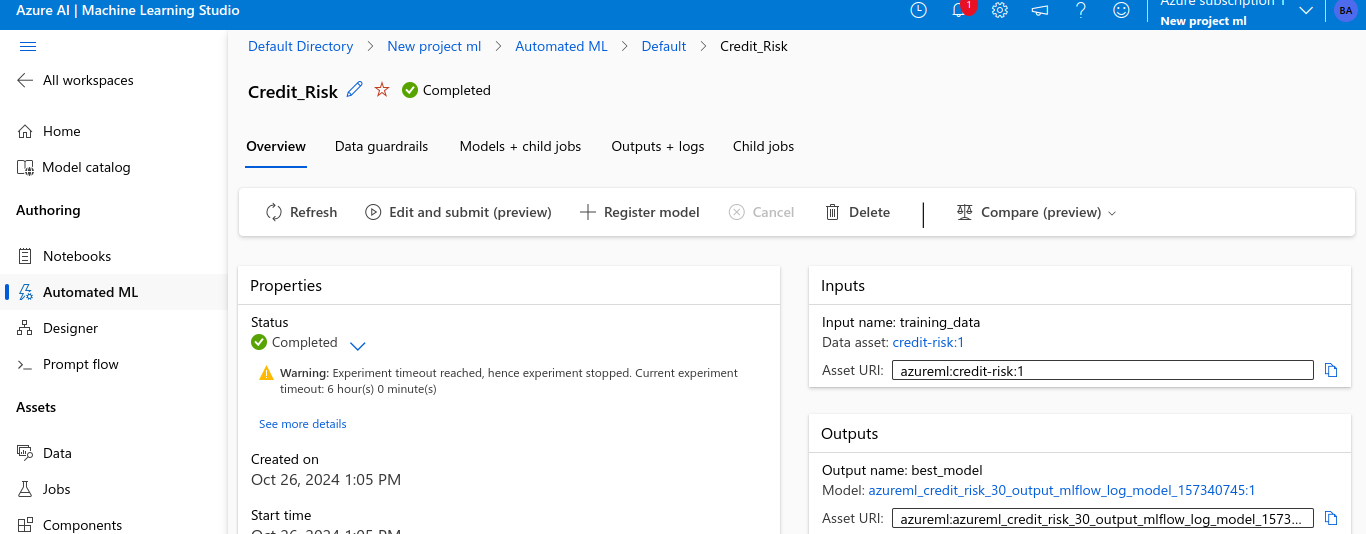 Azure AI | Machine Learning Studio
1
Azure subscription 1
New project ml
BA
All workspaces
Home
Model catalog
Authoring
Notebooks
Automated ML
Designer
Prompt flow
Assets
Data
Jobs
Components
Default Directory > New project ml > Automated ML > Default > Credit_Risk
Credit_Risk Completed
Overview Data guardrails Models + child jobs Outputs + logs Child jobs
Refresh Edit and submit (preview) Register model Cancel Delete Compare (preview)
Properties
Status
Completed
Warning: Experiment timeout reached, hence experiment stopped. Current experiment
timeout: 6 hour(s) 0 minute(s)
See more details
Created on
Oct 26, 2024 1:05 PM
Start time
Oct 26, 2024 1:05 PM
Inputs
Input name: training_data
Data asset: credit-risk:1
Asset URI: azureml:credit-risk:1
Outputs
Output name: best_model
Model: azureml_credit_risk_30_output_mlflow_log_model_157340745:1
Asset URI: azureml:azureml_credit_risk_30_output_mlflow_log_model_1573...